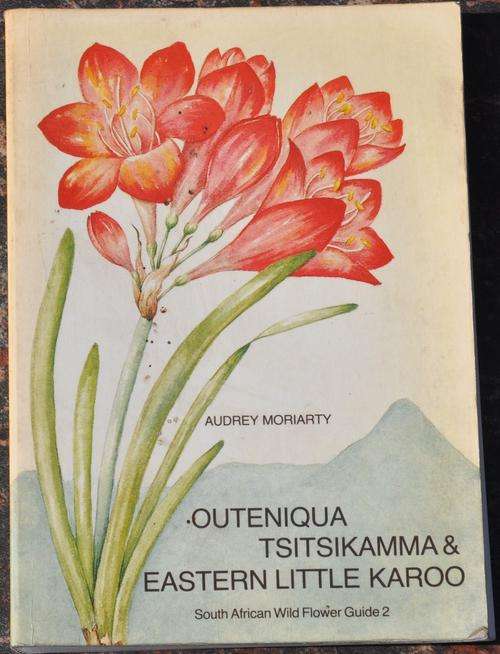 AUDREY MORIARTY
OUTENIQUA
TSITSIKAMMA &
EASTERN LITTLE KAROO
South African Wild Flower Guide 2